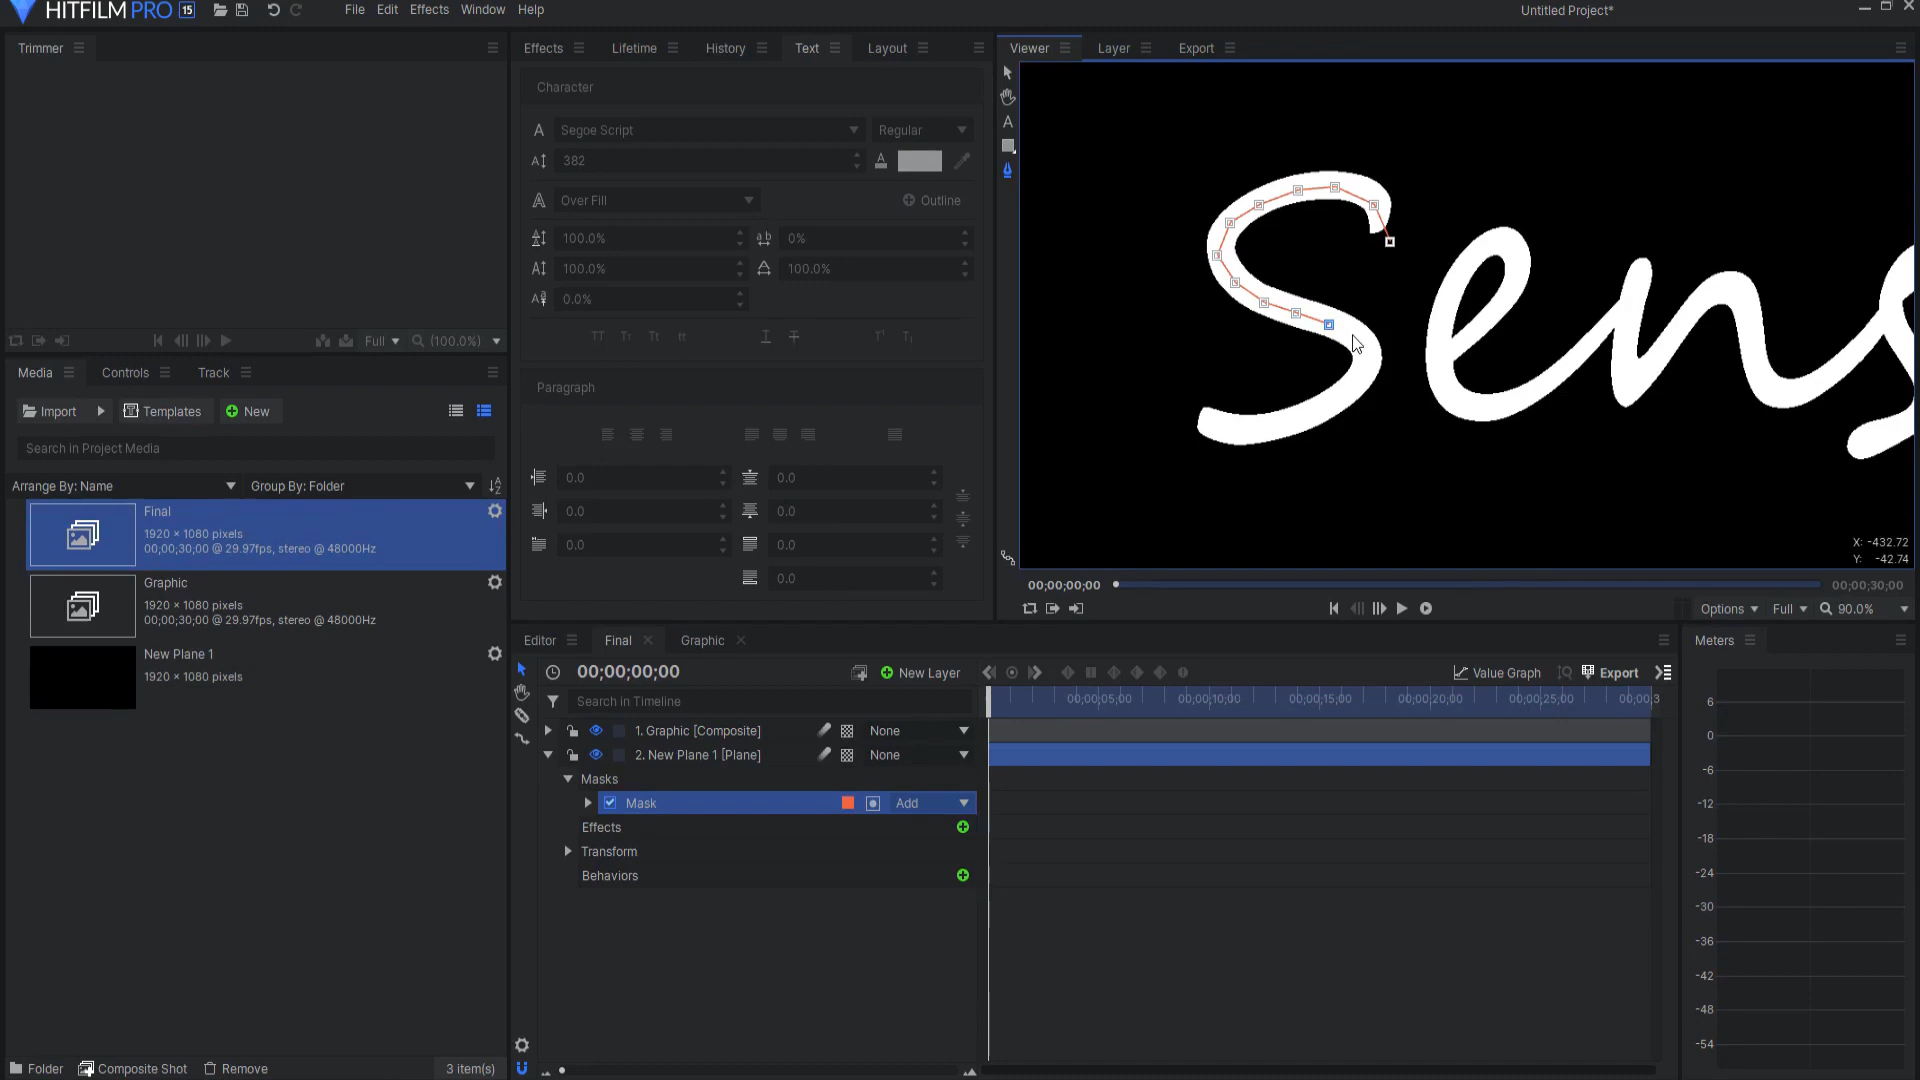 HITFILM PRO 15
File Edit Effects Window Help
Untitled Project*
Trimmer
Full (100.0%)
Media Controls Track
Import Templates New
Search in Project Media
Arrange By: Name Group By: Folder
Final
1920 × 1080 pixels
00;00;30;00 @ 29.97fps, stereo @ 48000Hz
Graphic
1920 × 1080 pixels
00;00;30;00 @ 29.97fps, stereo @ 48000Hz
New Plane 1
1920 × 1080 pixels
Folder Composite Shot Remove 3 item(s)
Effects Lifetime History Text Layout
Character
Segoe Script Regular
382
Over Fill Outline
100.0% 0%
100.0% 100.0%
0.0%
Paragraph
0.0 0.0
0.0 0.0
0.0 0.0
0.0
Viewer Layer Export
Sens
X: -432.72
Y: -42.74
00;00;00;00 00;00;30;00
Options Full 90.0%
Editor Final Graphic
00;00;00;00 New Layer Value Graph Export
Search in Timeline
00;00;05;00 00;00;10;00 00;00;15;00 00;00;20;00 00;00;25;00 00;00;3
1. Graphic [Composite] None
2. New Plane 1 [Plane] None
Masks
Mask Add
Effects
Transform
Behaviors
Meters
6
0
-6
-12
-18
-24
-30
-36
-42
-48
-54